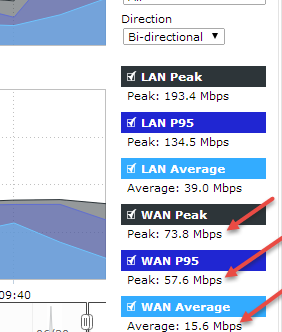 Direction
Bi-directional
LAN Peak
Peak: 193.4 Mbps
LAN P95
Peak: 134.5 Mbps
LAN Average
Average: 39.0 Mbps
WAN Peak
Peak: 73.8 Mbps
WAN P95
Peak: 57.6 Mbps
09:40
WAN Average
Average: 15.6 Mbps